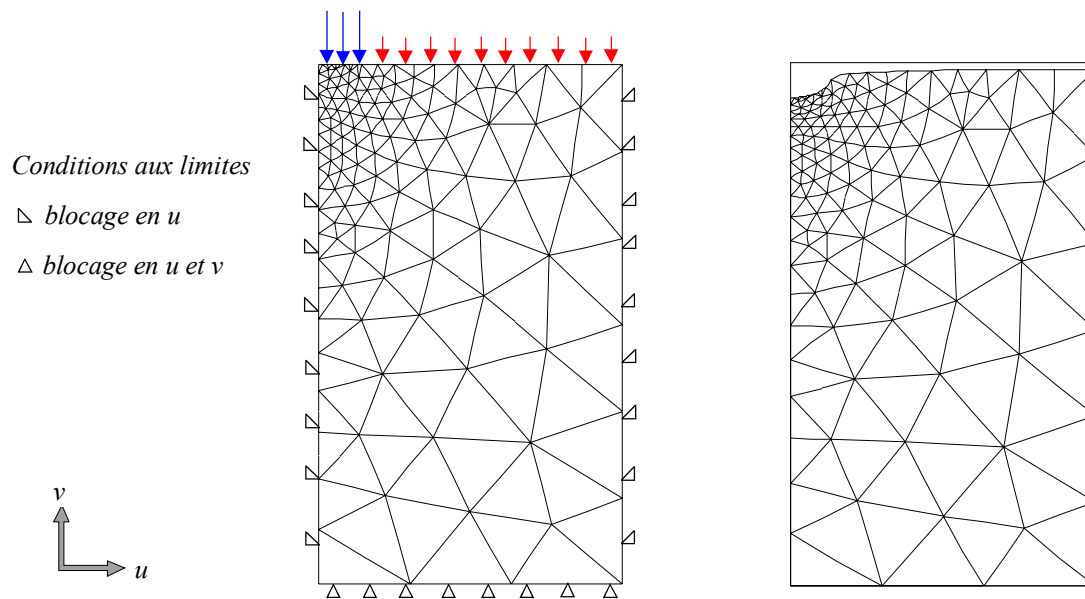 Conditions aux limites
blocage en u
blocage en u et v
v
u